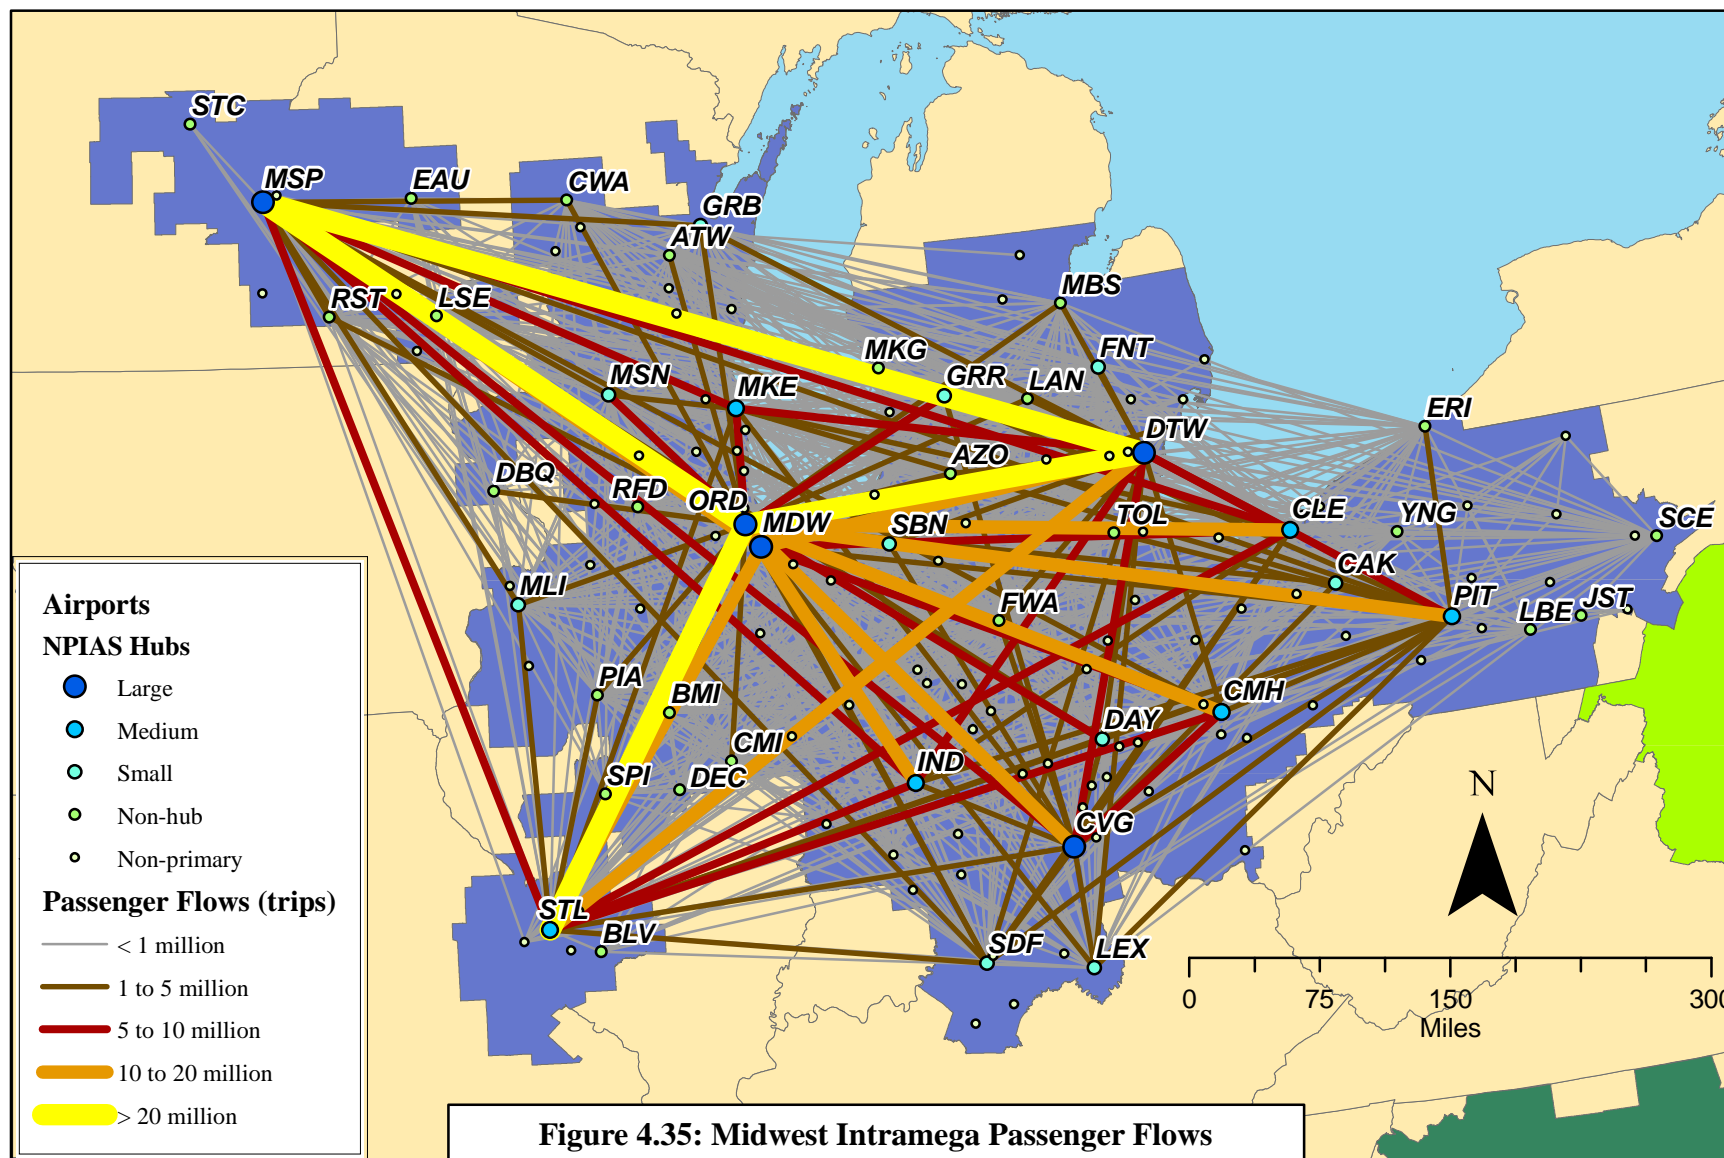 STC
MSP
EAU
CWA
GRB
ATW
MBS
RST
LSE
MKG
FNT
GRR
LAN
MSN
MKE
ERI
DTW
AZO
DBQ
RFD
ORD
MDW
SBN
TOL
CLE
YNG
SCE
CAK
MLI
FWA
PIT
LBE
JST
PIA
BMI
CMH
CMI
DAY
SPI
DEC
IND
CVG
STL
BLV
SDF
LEX
N
0 75 150 300
Miles
Airports
NPIAS Hubs
Large
Medium
Small
Non-hub
Non-primary
Passenger Flows (trips)
< 1 million
1 to 5 million
5 to 10 million
10 to 20 million
> 20 million
Figure 4.35: Midwest Intramega Passenger Flows